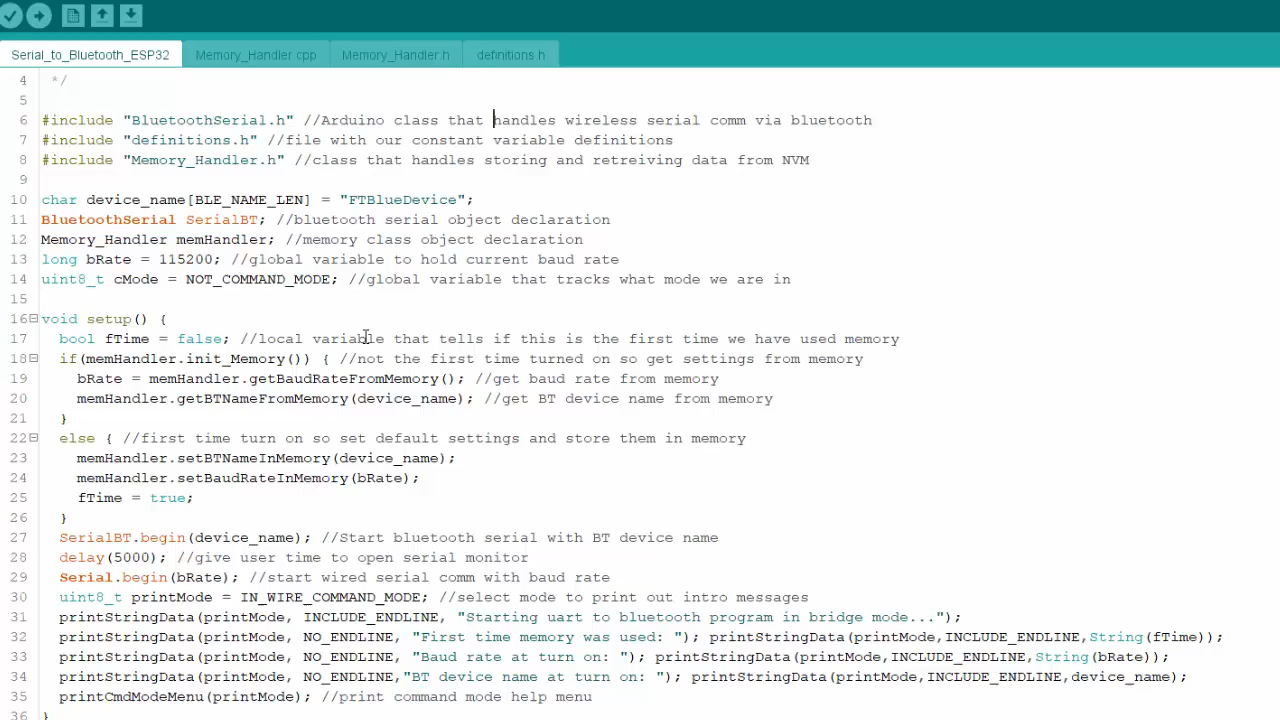 Serial_to_Bluetooth_ESP32 Memory_Handler.cpp Memory_Handler.h definitions.h
4 */
5
6 #include "BluetoothSerial.h" //Arduino class that handles wireless serial comm via bluetooth
7 #include "definitions.h" //file with our constant variable definitions
8 #include "Memory_Handler.h" //class that handles storing and retreiving data from NVM
9
10 char device_name[BLE_NAME_LEN] = "FTBlueDevice";
11 BluetoothSerial SerialBT; //bluetooth serial object declaration
12 Memory_Handler memHandler; //memory class object declaration
13 long bRate = 115200; //global variable to hold current baud rate
14 uint8_t cMode = NOT_COMMAND_MODE; //global variable that tracks what mode we are in
15
16 void setup() {
17 bool fTime = false; //local variable that tells if this is the first time we have used memory
18 if(memHandler.init_Memory()) { //not the first time turned on so get settings from memory
19 bRate = memHandler.getBaudRateFromMemory(); //get baud rate from memory
20 memHandler.getBTNameFromMemory(device_name); //get BT device name from memory
21 }
22 else { //first time turn on so set default settings and store them in memory
23 memHandler.setBTNameInMemory(device_name);
24 memHandler.setBaudRateInMemory(bRate);
25 fTime = true;
26 }
27 SerialBT.begin(device_name); //Start bluetooth serial with BT device name
28 delay(5000); //give user time to open serial monitor
29 Serial.begin(bRate); //start wired serial comm with baud rate
30 uint8_t printMode = IN_WIRE_COMMAND_MODE; //select mode to print out intro messages
31 printStringData(printMode, INCLUDE_ENDLINE, "Starting uart to bluetooth program in bridge mode...");
32 printStringData(printMode, NO_ENDLINE, "First time memory was used: "); printStringData(printMode,INCLUDE_ENDLINE,String(fTime));
33 printStringData(printMode, NO_ENDLINE, "Baud rate at turn on: "); printStringData(printMode,INCLUDE_ENDLINE,String(bRate));
34 printStringData(printMode, NO_ENDLINE,"BT device name at turn on: "); printStringData(printMode,INCLUDE_ENDLINE,device_name);
35 printCmdModeMenu(printMode); //print command mode help menu
36 }